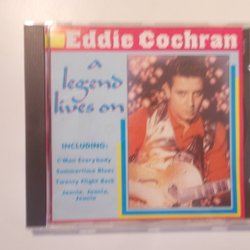 Eddie Cochran
a
legend
lives on
INCLUDING:
C'Mon Everybody
Summertime Blues
Twenty Flight Rock
Jeanie, Jeanie,
Jeanie